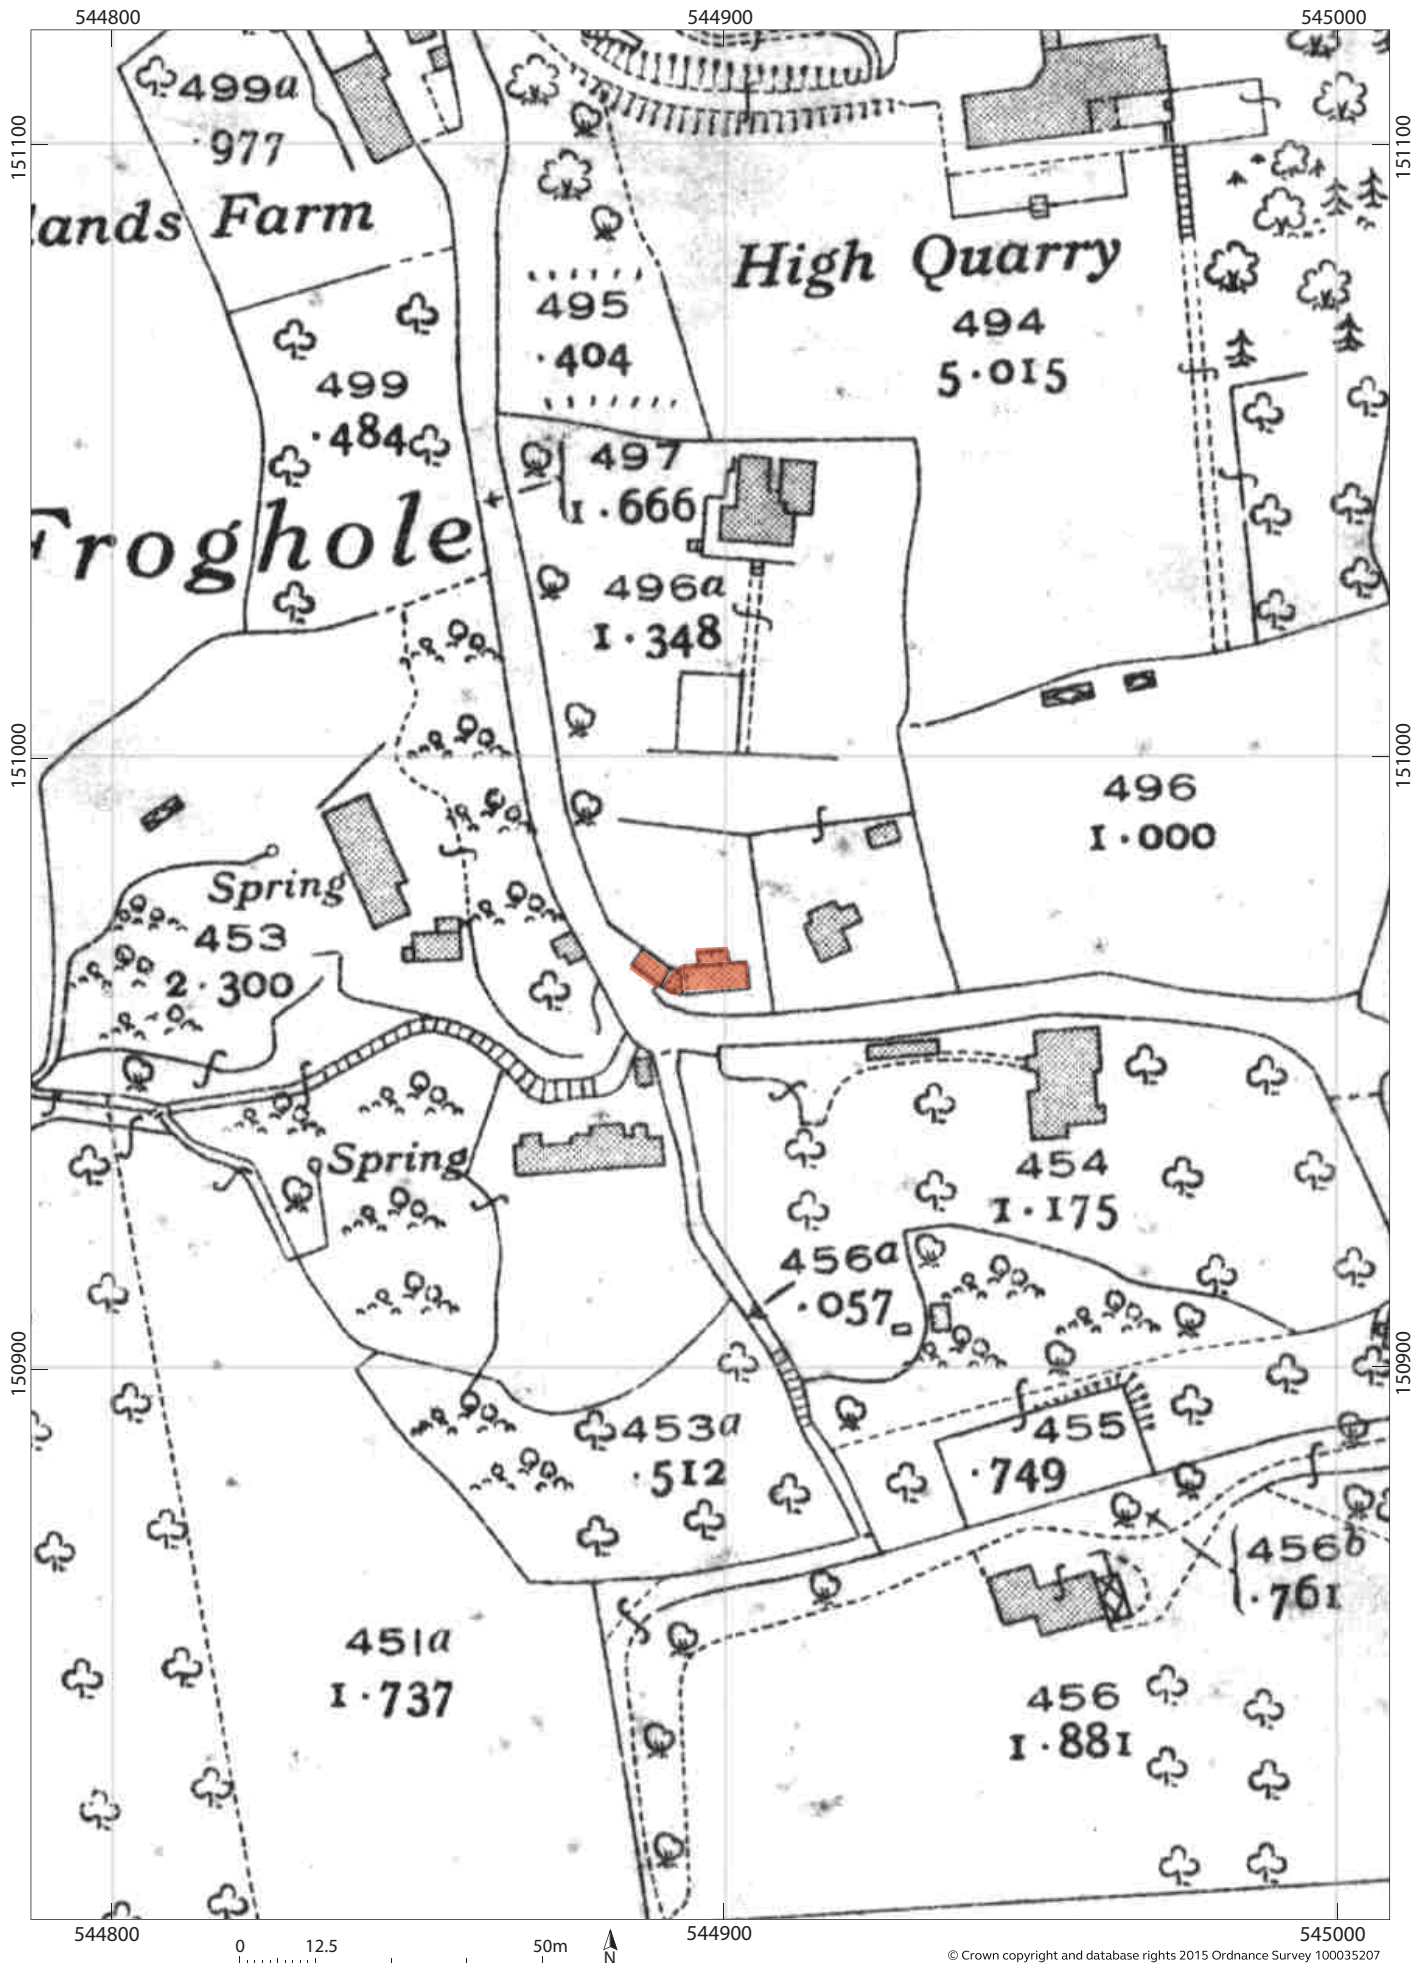 544800
544900
545000
151100
151100
499a
·977
lands Farm
High Quarry
494
5·015
495
·404
499
·484
497
1·666
Froghole
496a
1·348
151000
151000
496
1·000
Spring
453
2·300
Spring
454
1·175
456a
·057
150900
150900
453a
·512
455
·749
456b
·761
451a
1·737
456
1·881
544800
544900
545000
0
12.5
50m
N
© Crown copyright and database rights 2015 Ordnance Survey 100035207